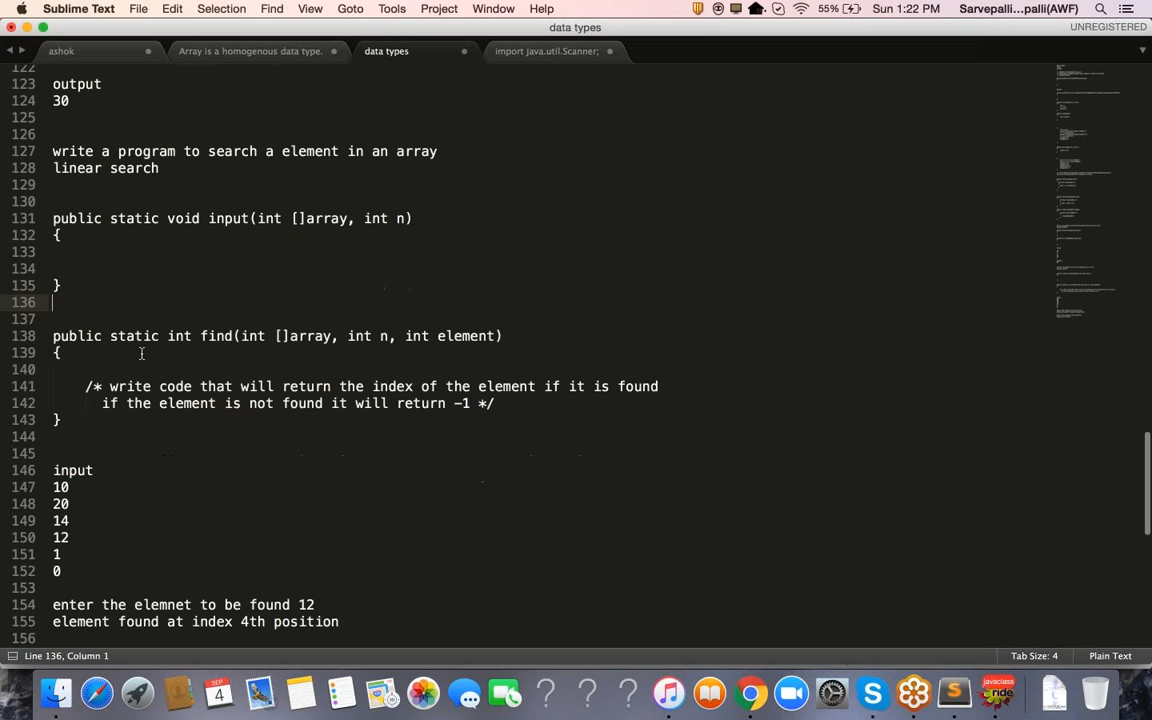 Sublime Text File Edit Selection Find View Goto Tools Project Window Help 55% Sun 1:22 PM Sarvepalli...palli(AWF)
data types UNREGISTERED
ashok Array is a homogenous data type. data types import java.util.Scanner;
122
123 output
124 30
125
126
127 write a program to search a element in an array
128 linear search
129
130
131 public static void input(int []array, int n)
132 {
133
134
135 }
136
137
138 public static int find(int []array, int n, int element)
139 {
140
141 /* write code that will return the index of the element if it is found
142 if the element is not found it will return -1 */
143 }
144
145
146 input
147 10
148 20
149 14
150 12
151 1
152 0
153
154 enter the elemnet to be found 12
155 element found at index 4th position
156
Line 136, Column 1 Tab Size: 4 Plain Text
SEP
4
javaclass
ride